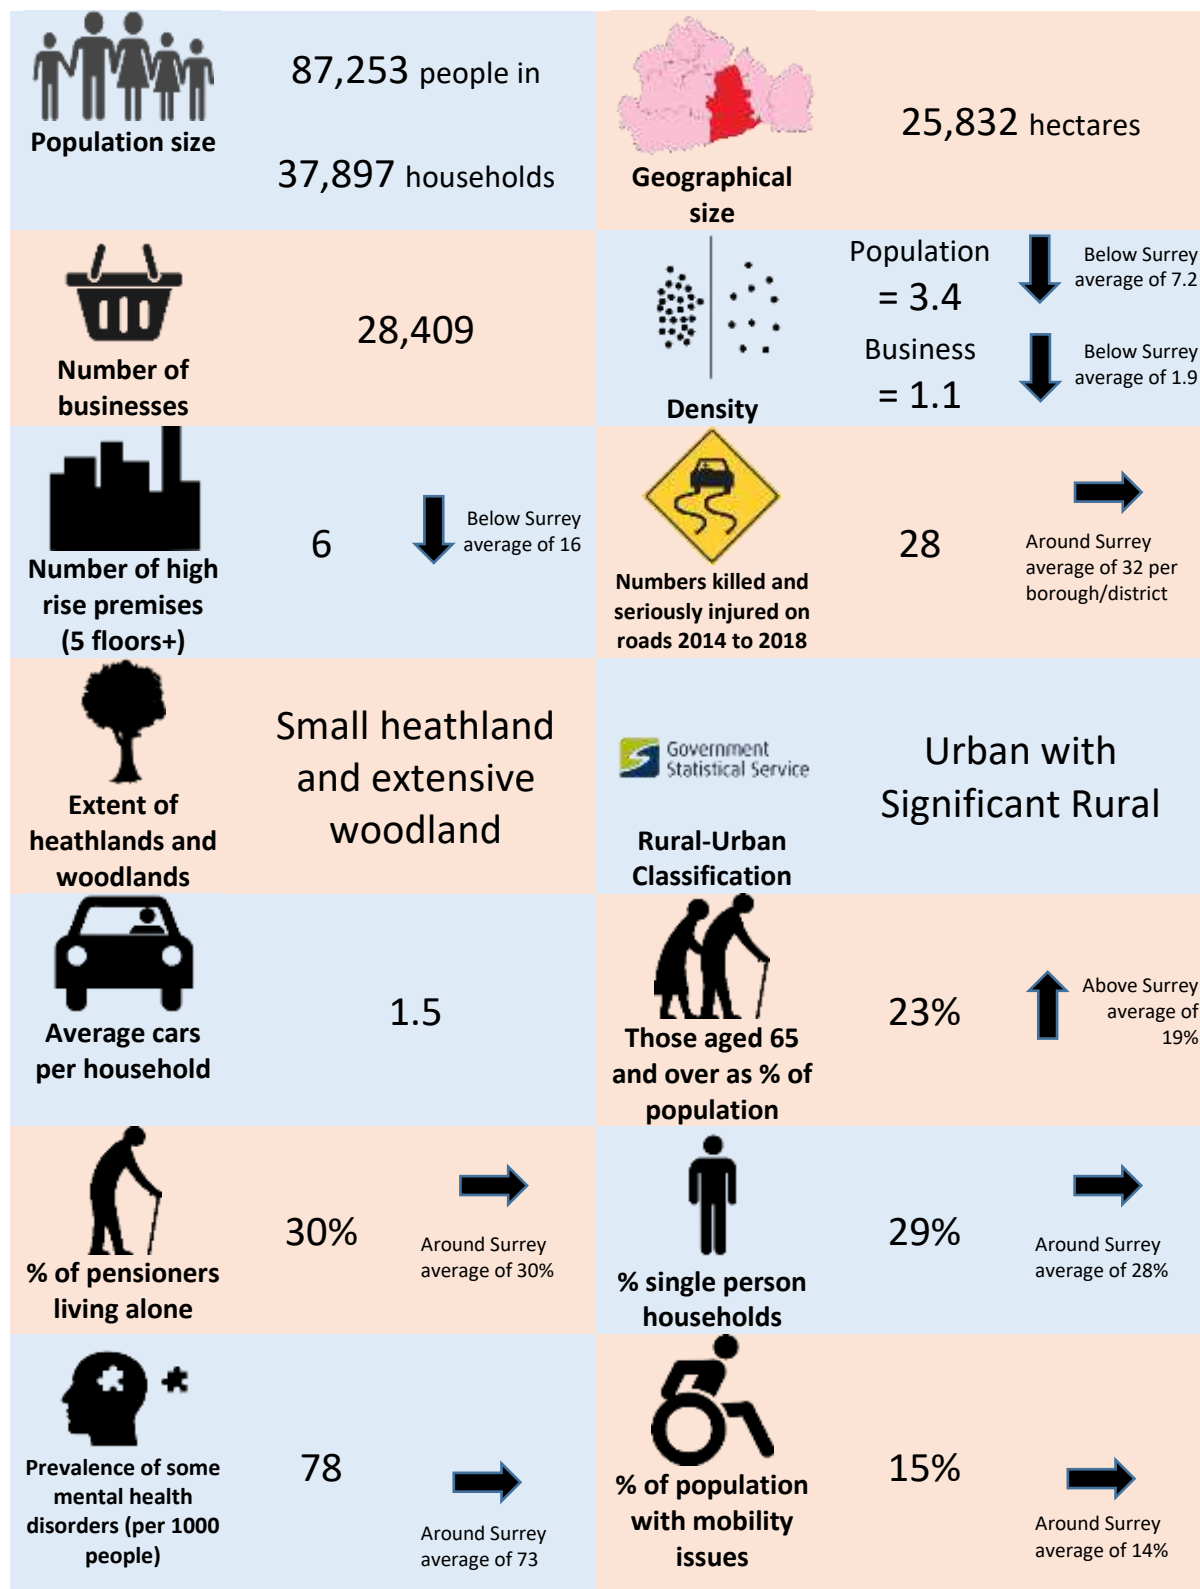 87,253 people in
37,897 households
Population size
25,832 hectares
Geographical
size
28,409
Number of
businesses
Population
= 3.4
Below Surrey
average of 7.2
Business
= 1.1
Below Surrey
average of 1.9
Density
6
Below Surrey
average of 16
Number of high
rise premises
(5 floors+)
28
Around Surrey
average of 32 per
borough/district
Numbers killed and
seriously injured on
roads 2014 to 2018
Small heathland
and extensive
woodland
Extent of
heathlands and
woodlands
Government
Statistical Service
Urban with
Significant Rural
Rural-Urban
Classification
1.5
Average cars
per household
23%
Above Surrey
average of
19%
Those aged 65
and over as % of
population
30%
Around Surrey
average of 30%
% of pensioners
living alone
29%
Around Surrey
average of 28%
% single person
households
78
Around Surrey
average of 73
Prevalence of some
mental health
disorders (per 1000
people)
15%
Around Surrey
average of 14%
% of population
with mobility
issues